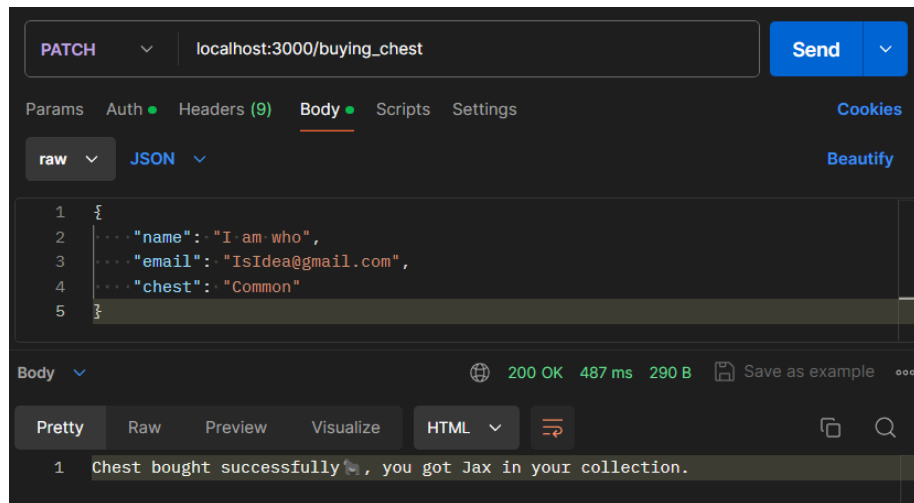 PATCH localhost:3000/buying_chest Send
Params Auth Headers (9) Body Scripts Settings Cookies
raw JSON Beautify
1 {
2 "name": "I am who",
3 "email": "IsIdea@gmail.com",
4 "chest": "Common"
5 }
Body 200 OK 487 ms 290 B Save as example
Pretty Raw Preview Visualize HTML
1 Chest bought successfully🦍, you got Jax in your collection.